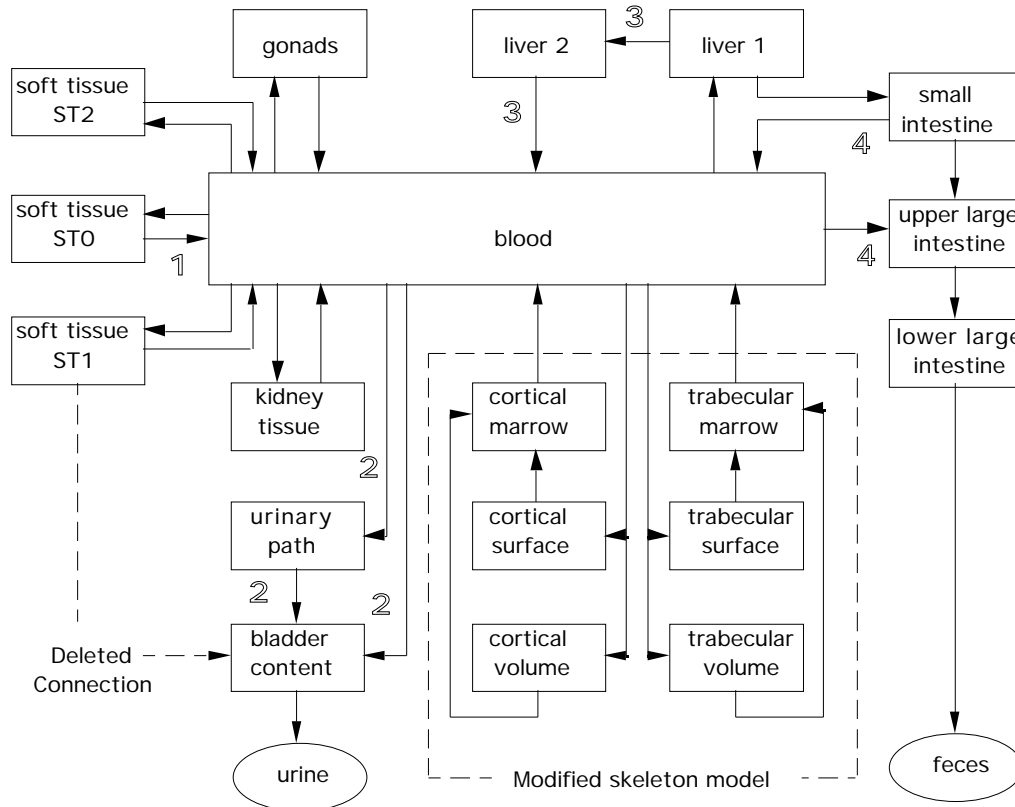 gonads
liver 2
3
liver 1
soft tissue
ST2
3
small
intestine
4
soft tissue
ST0
1
blood
4
upper large
intestine
soft tissue
ST1
lower large
intestine
kidney
tissue
2
cortical
marrow
trabecular
marrow
urinary
path
cortical
surface
trabecular
surface
2
2
Deleted
Connection
bladder
content
cortical
volume
trabecular
volume
urine
Modified skeleton model
feces